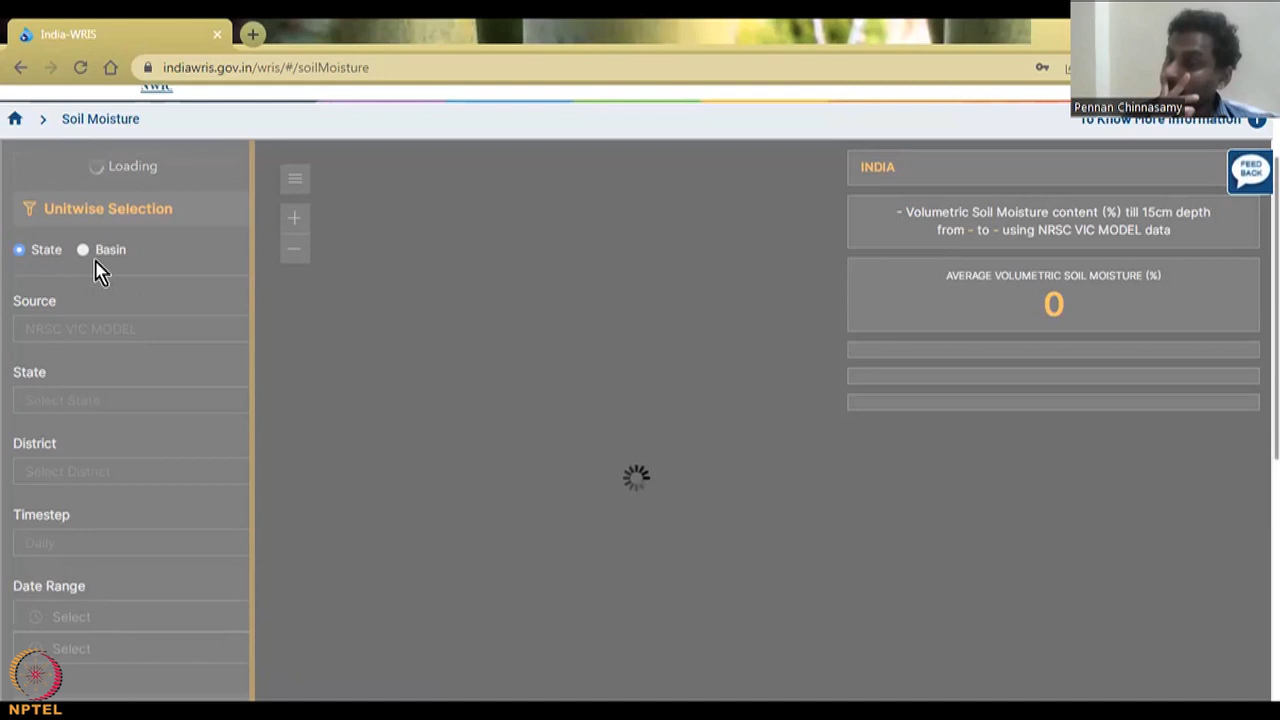 India-WRIS
indiawris.gov.in/wris/#/soilMoisture
NWIC
Pennan Chinnasamy
Soil Moisture
To Know More Information
Loading
FEED
BACK
Unitwise Selection
INDIA
State
Basin
- Volumetric Soil Moisture content (%) till 15cm depth
from - to - using NRSC VIC MODEL data
Source
NRSC VIC MODEL
AVERAGE VOLUMETRIC SOIL MOISTURE (%)
0
State
Select State
District
Select District
Timestep
Daily
Date Range
Select
Select
NPTEL